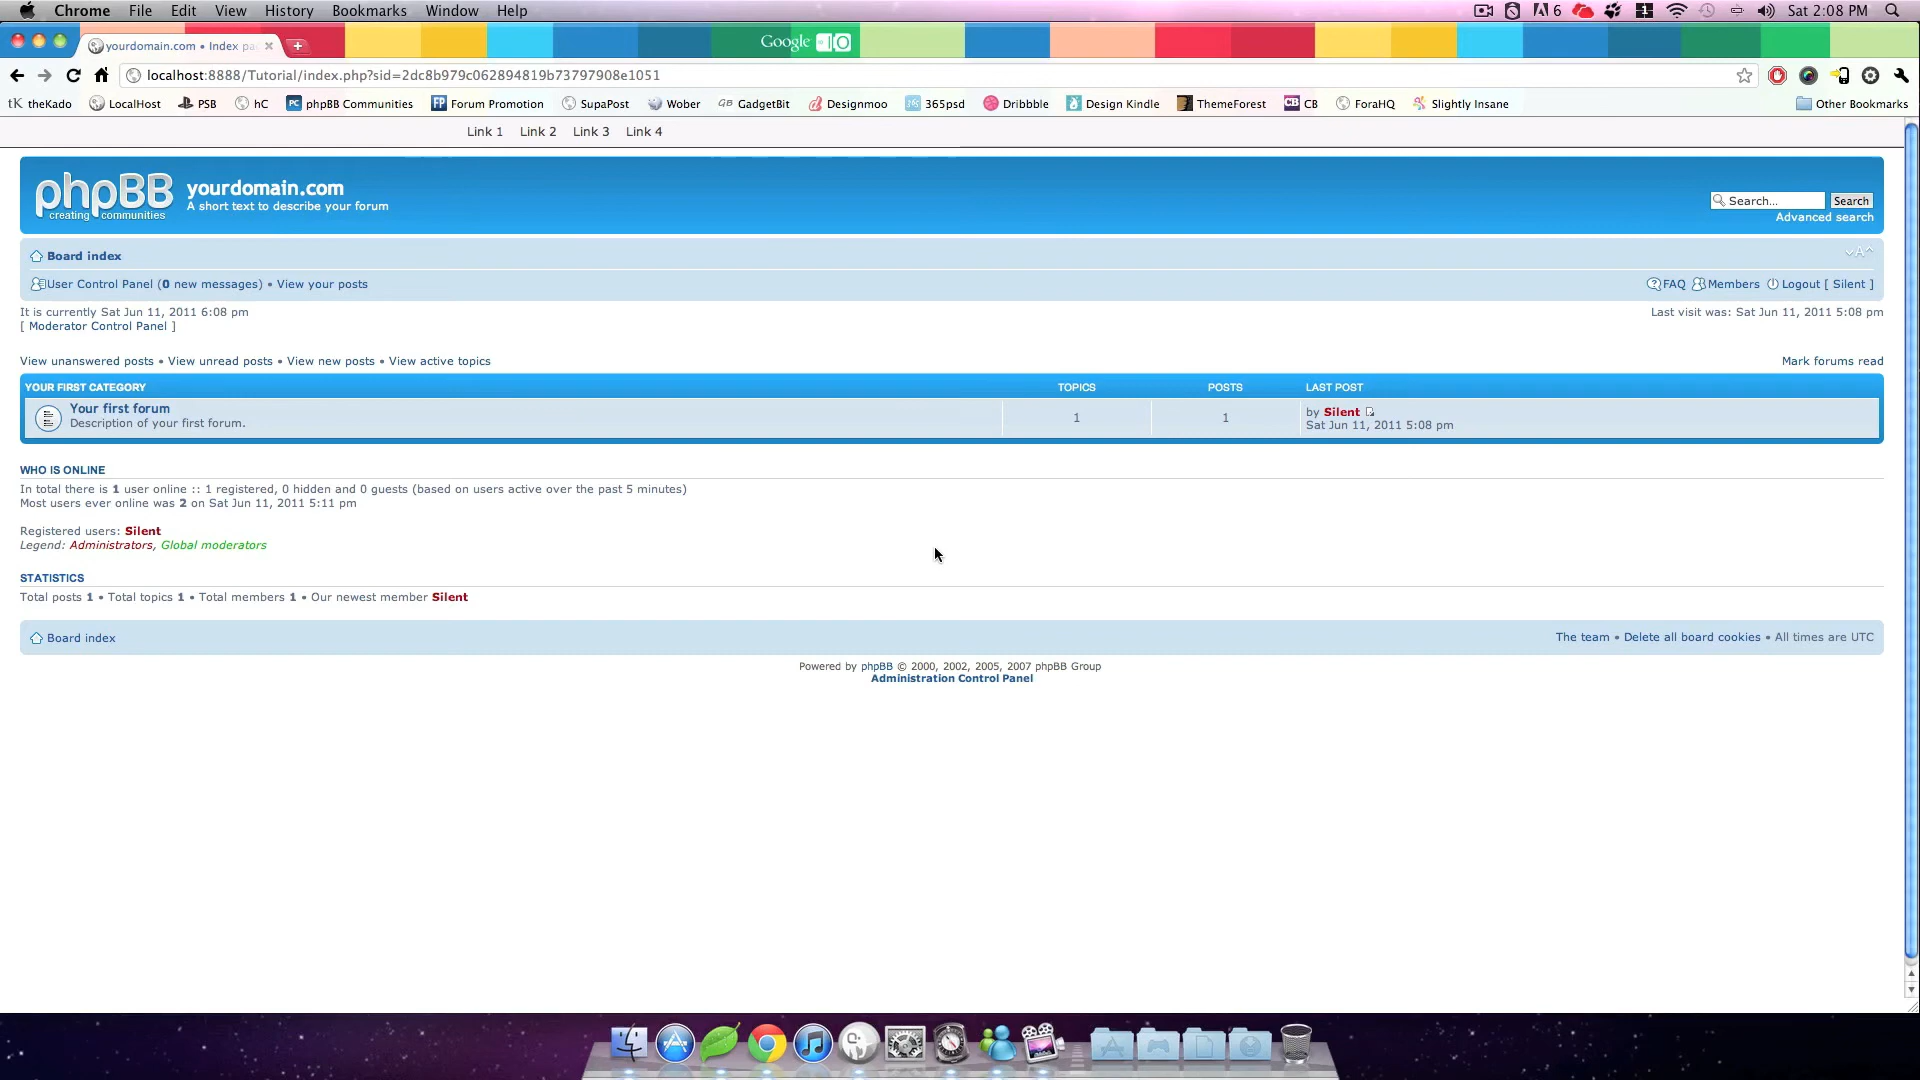 Chrome File Edit View History Bookmarks Window Help 6 1 Sat 2:08 PM
yourdomain.com • Index pa Google IO
localhost:8888/Tutorial/index.php?sid=2dc8b979c062894819b73797908e1051
tK theKado LocalHost PSB hC PC phpBB Communities FP Forum Promotion SupaPost Wober GB GadgetBit Designmoo 365 365psd Dribbble Design Kindle ThemeForest CB CB ForaHQ Slightly Insane Other Bookmarks
Link 1 Link 2 Link 3 Link 4
phpBB yourdomain.com
creating communities A short text to describe your forum
Search... Search
Advanced search
Board index A
User Control Panel (0 new messages) • View your posts FAQ Members Logout [ Silent ]
It is currently Sat Jun 11, 2011 6:08 pm Last visit was: Sat Jun 11, 2011 5:08 pm
[ Moderator Control Panel ]
View unanswered posts • View unread posts • View new posts • View active topics Mark forums read
YOUR FIRST CATEGORY TOPICS POSTS LAST POST
Your first forum 1 1 by Silent
Description of your first forum. Sat Jun 11, 2011 5:08 pm
WHO IS ONLINE
In total there is 1 user online :: 1 registered, 0 hidden and 0 guests (based on users active over the past 5 minutes)
Most users ever online was 2 on Sat Jun 11, 2011 5:11 pm
Registered users: Silent
Legend: Administrators, Global moderators
STATISTICS
Total posts 1 • Total topics 1 • Total members 1 • Our newest member Silent
Board index The team • Delete all board cookies • All times are UTC
Powered by phpBB © 2000, 2002, 2005, 2007 phpBB Group
Administration Control Panel